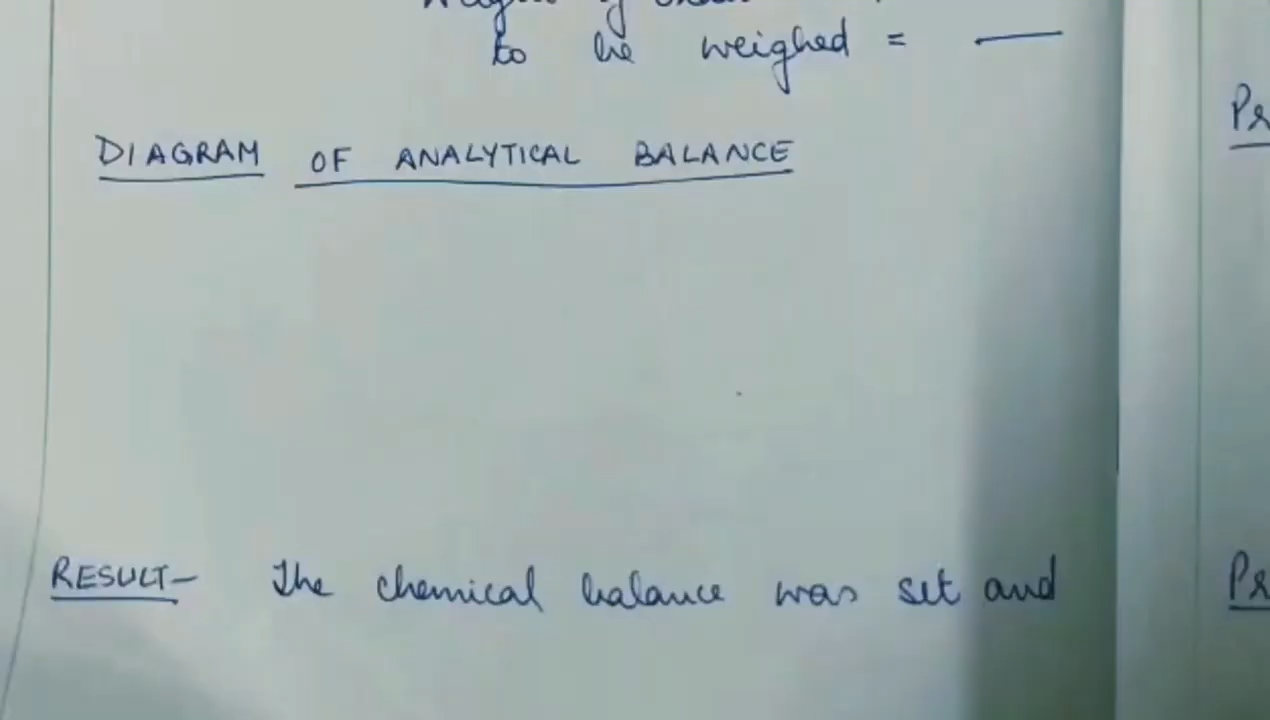 to be weighed = —
DIAGRAM OF ANALYTICAL BALANCE
RESULT- The chemical balance was set and